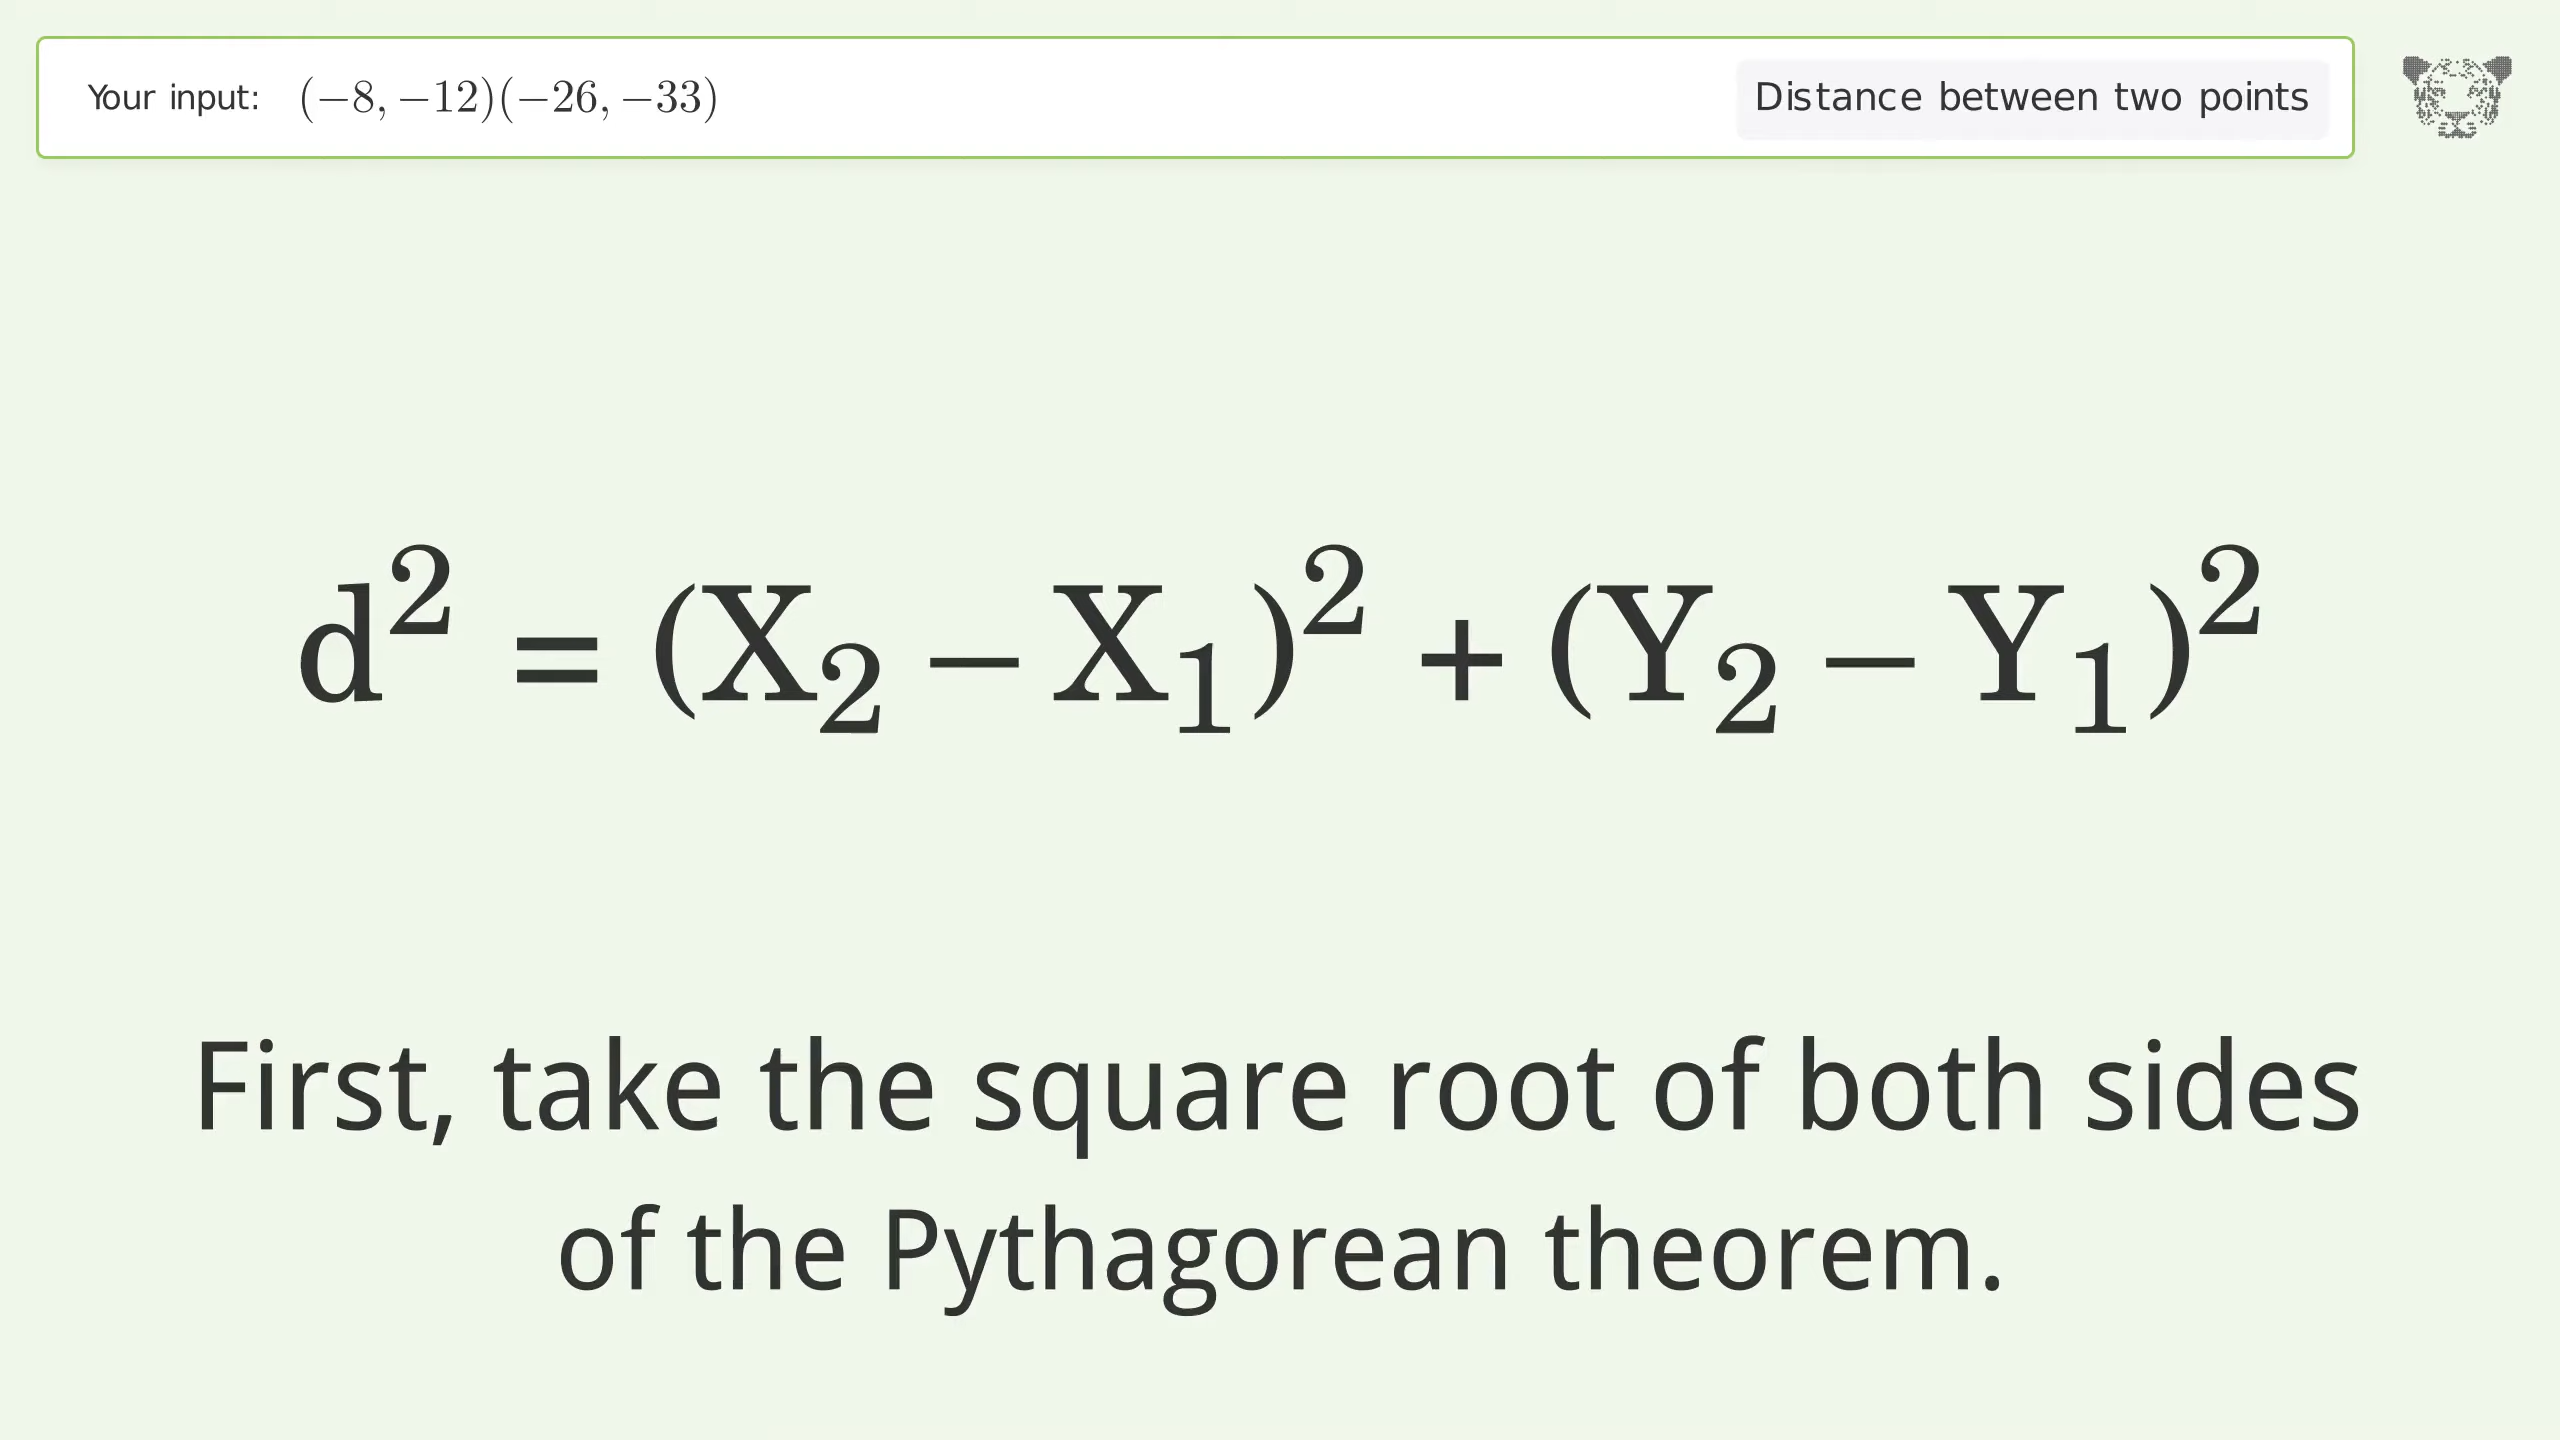 Your input: (−8, −12)(−26, −33)
Distance between two points
d² = (X₂ − X₁)² + (Y₂ − Y₁)²
First, take the square root of both sides
of the Pythagorean theorem.